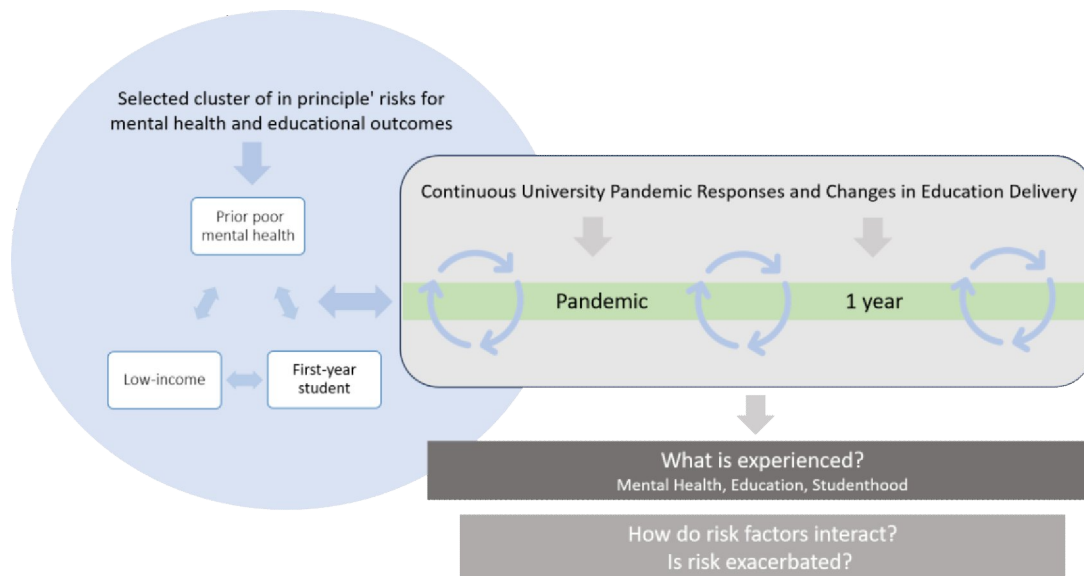 Selected cluster of in principle' risks for
mental health and educational outcomes
Prior poor
mental health
Low-income
First-year
student
Continuous University Pandemic Responses and Changes in Education Delivery
Pandemic
1 year
What is experienced?
Mental Health, Education, Studenthood
How do risk factors interact?
Is risk exacerbated?